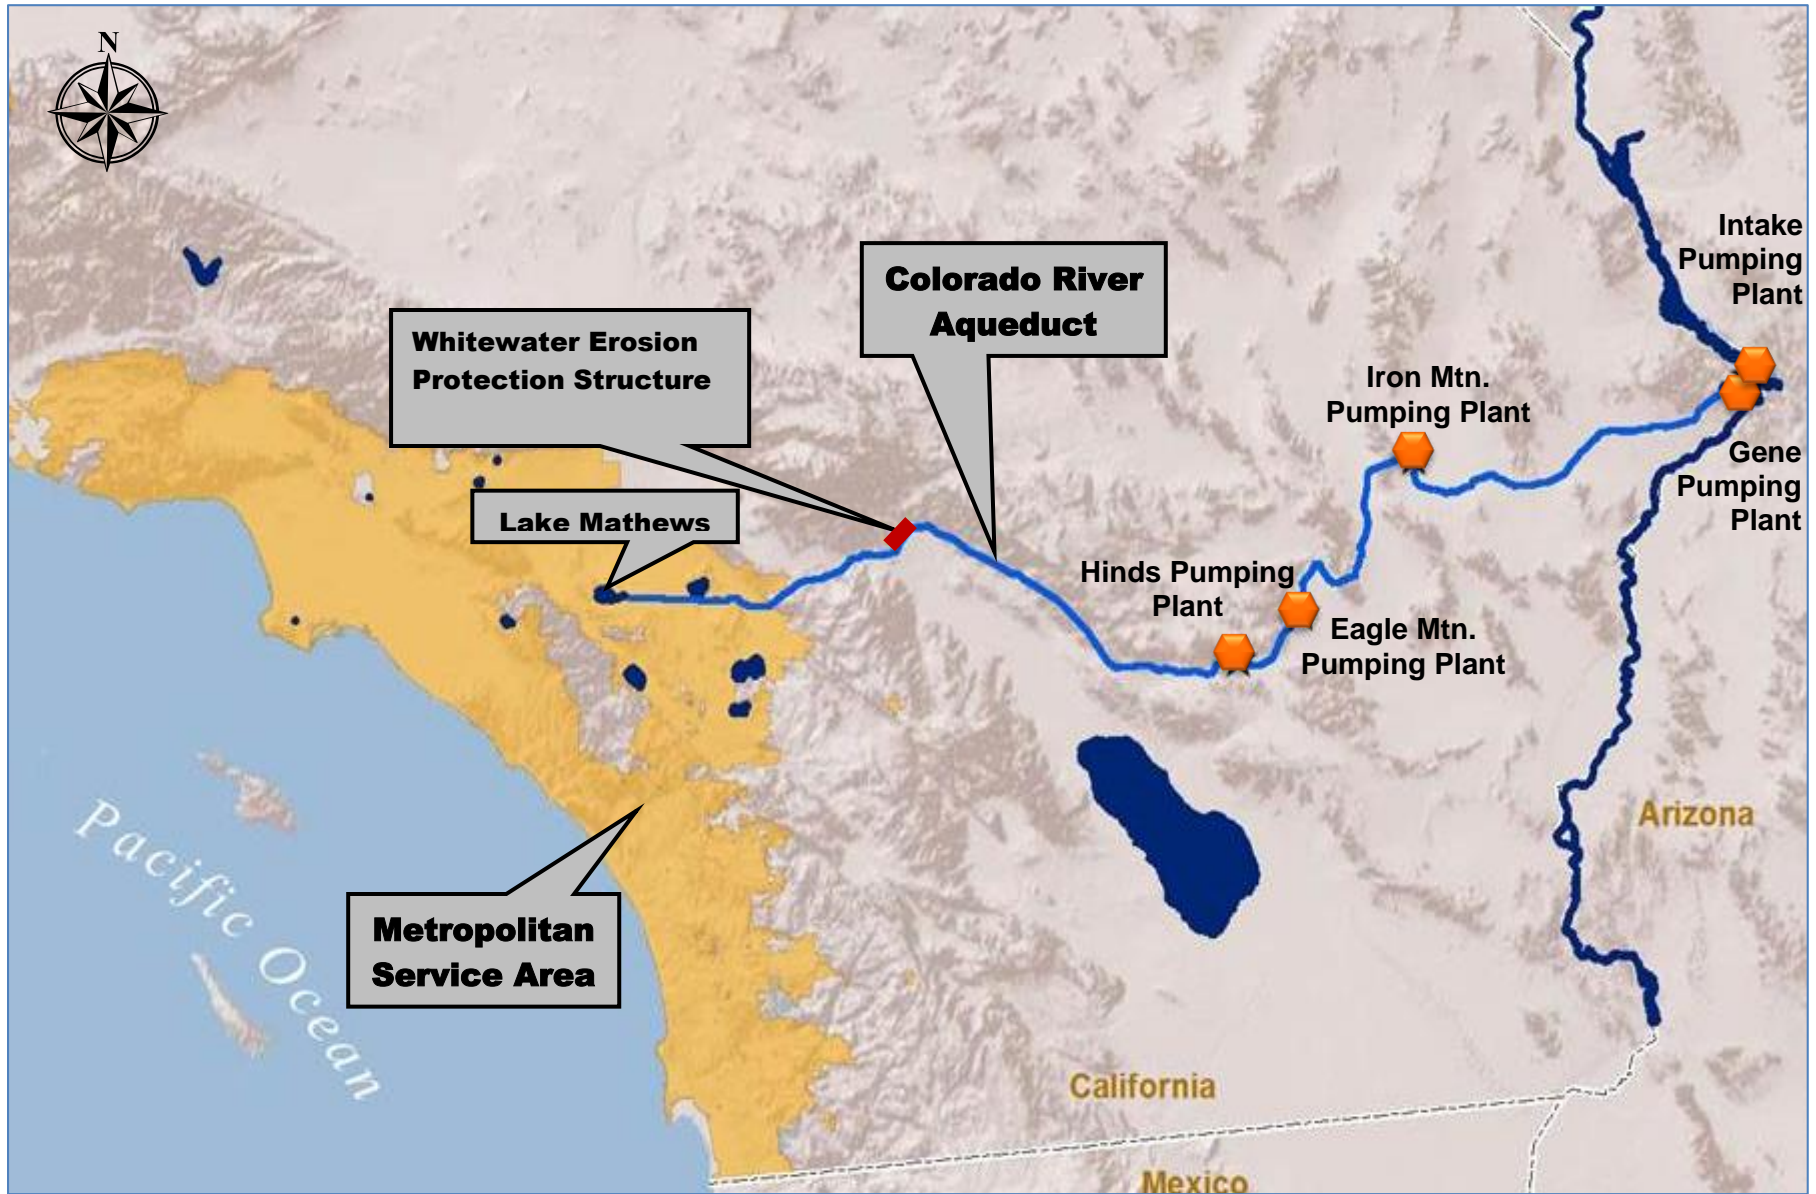 N
Intake
Pumping
Plant
Colorado River
Aqueduct
Whitewater Erosion
Protection Structure
Iron Mtn.
Pumping Plant
Gene
Pumping
Plant
Lake Mathews
Hinds Pumping
Plant
Eagle Mtn.
Pumping Plant
Arizona
Pacific Ocean
Metropolitan
Service Area
California
Mexico